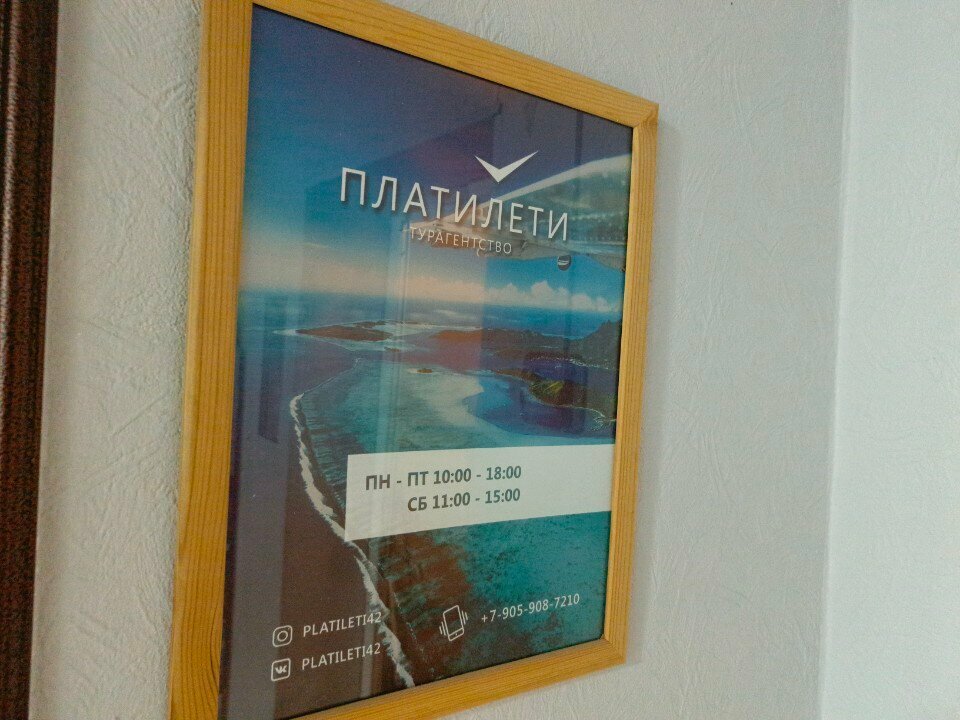 ПЛАТИЛЕТИ
ТУРАГЕНТСТВО
ПН - ПТ 10:00 - 18:00
СБ 11:00 - 15:00
PLATILETI42
+7-905-908-7210
PLATILETI42